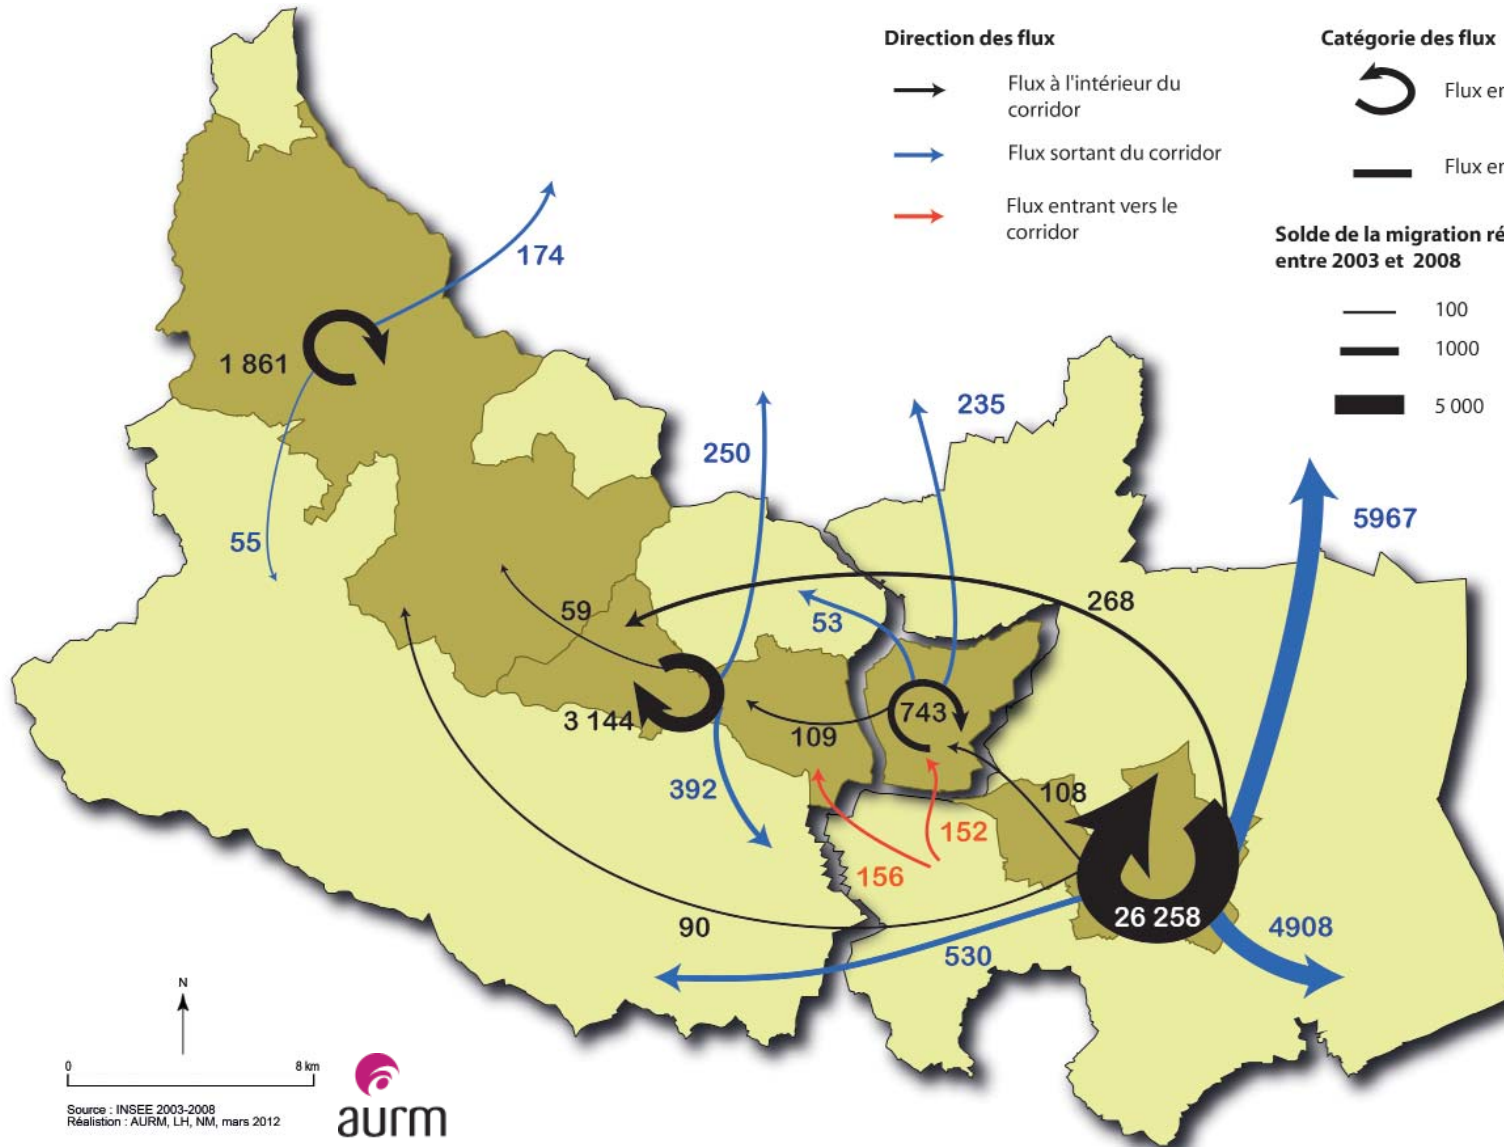 Direction des flux
Flux à l'intérieur du
corridor
Flux sortant du corridor
Flux entrant vers le
corridor
Catégorie des flux
Flux en
Flux en
Solde de la migration ré
entre 2003 et 2008
100
1000
5 000
174
1 861
55
250
235
5967
59
53
268
3 144
743
109
392
108
152
156
26 258
90
530
4908
N
0 8 km
Source : INSEE 2003-2008
Réalistion : AURM, LH, NM, mars 2012
aurm